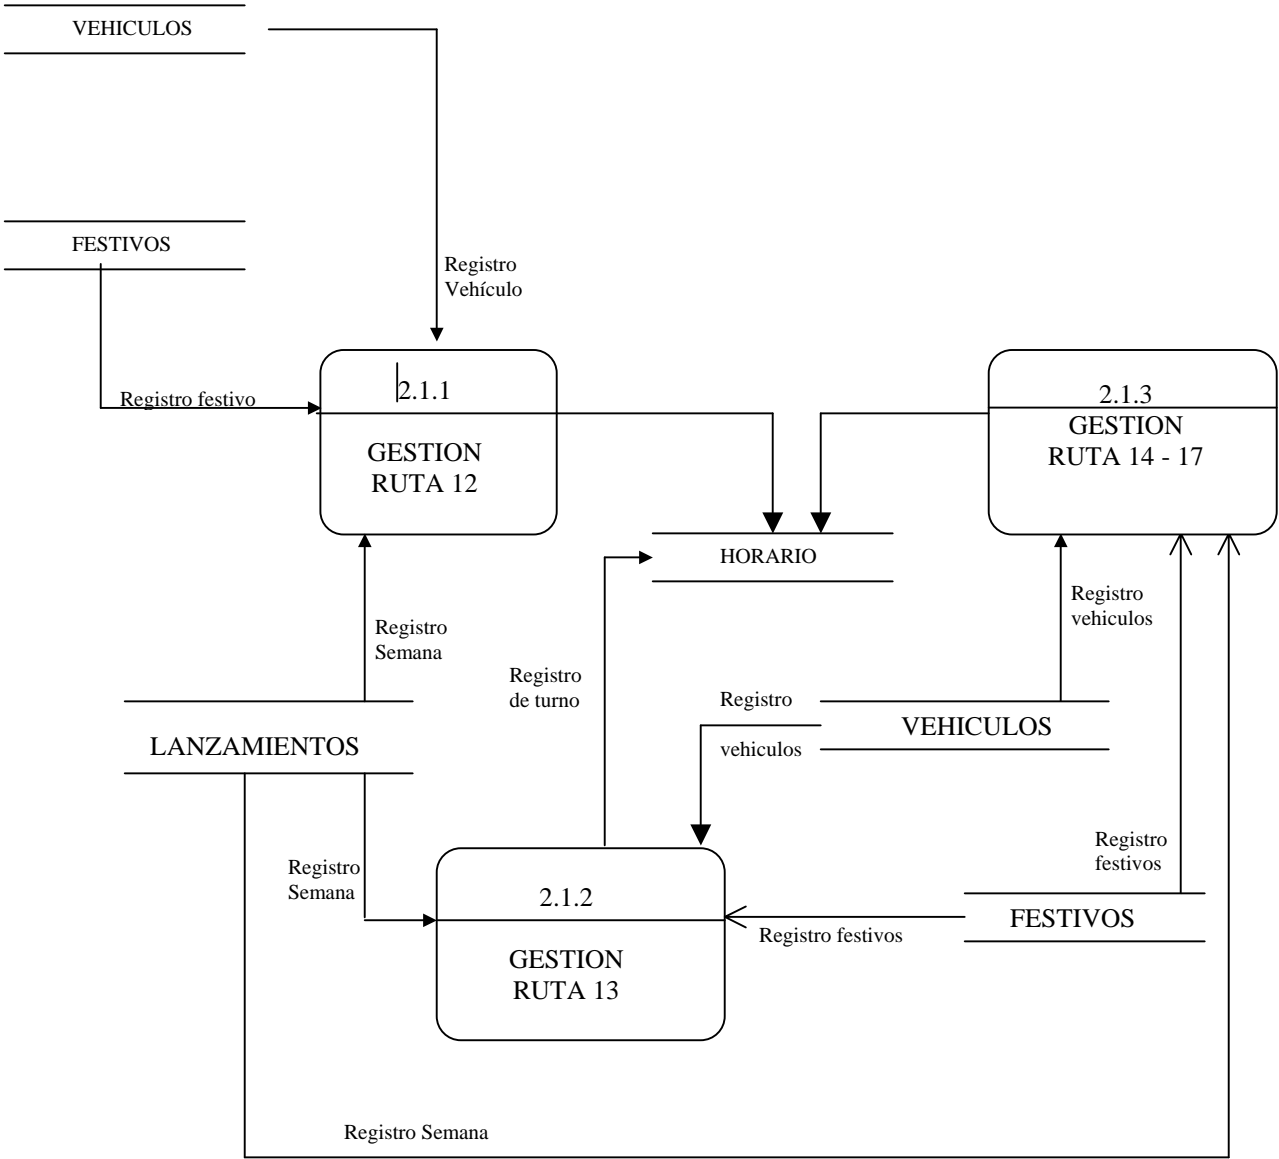 VEHICULOS
FESTIVOS
Registro
Vehículo
Registro festivo
2.1.1
GESTION
RUTA 12
2.1.3
GESTION
RUTA 14 - 17
HORARIO
Registro
vehiculos
Registro
Semana
Registro
de turno
Registro
vehiculos
VEHICULOS
LANZAMIENTOS
Registro
Semana
2.1.2
GESTION
RUTA 13
Registro
festivos
FESTIVOS
Registro festivos
Registro Semana